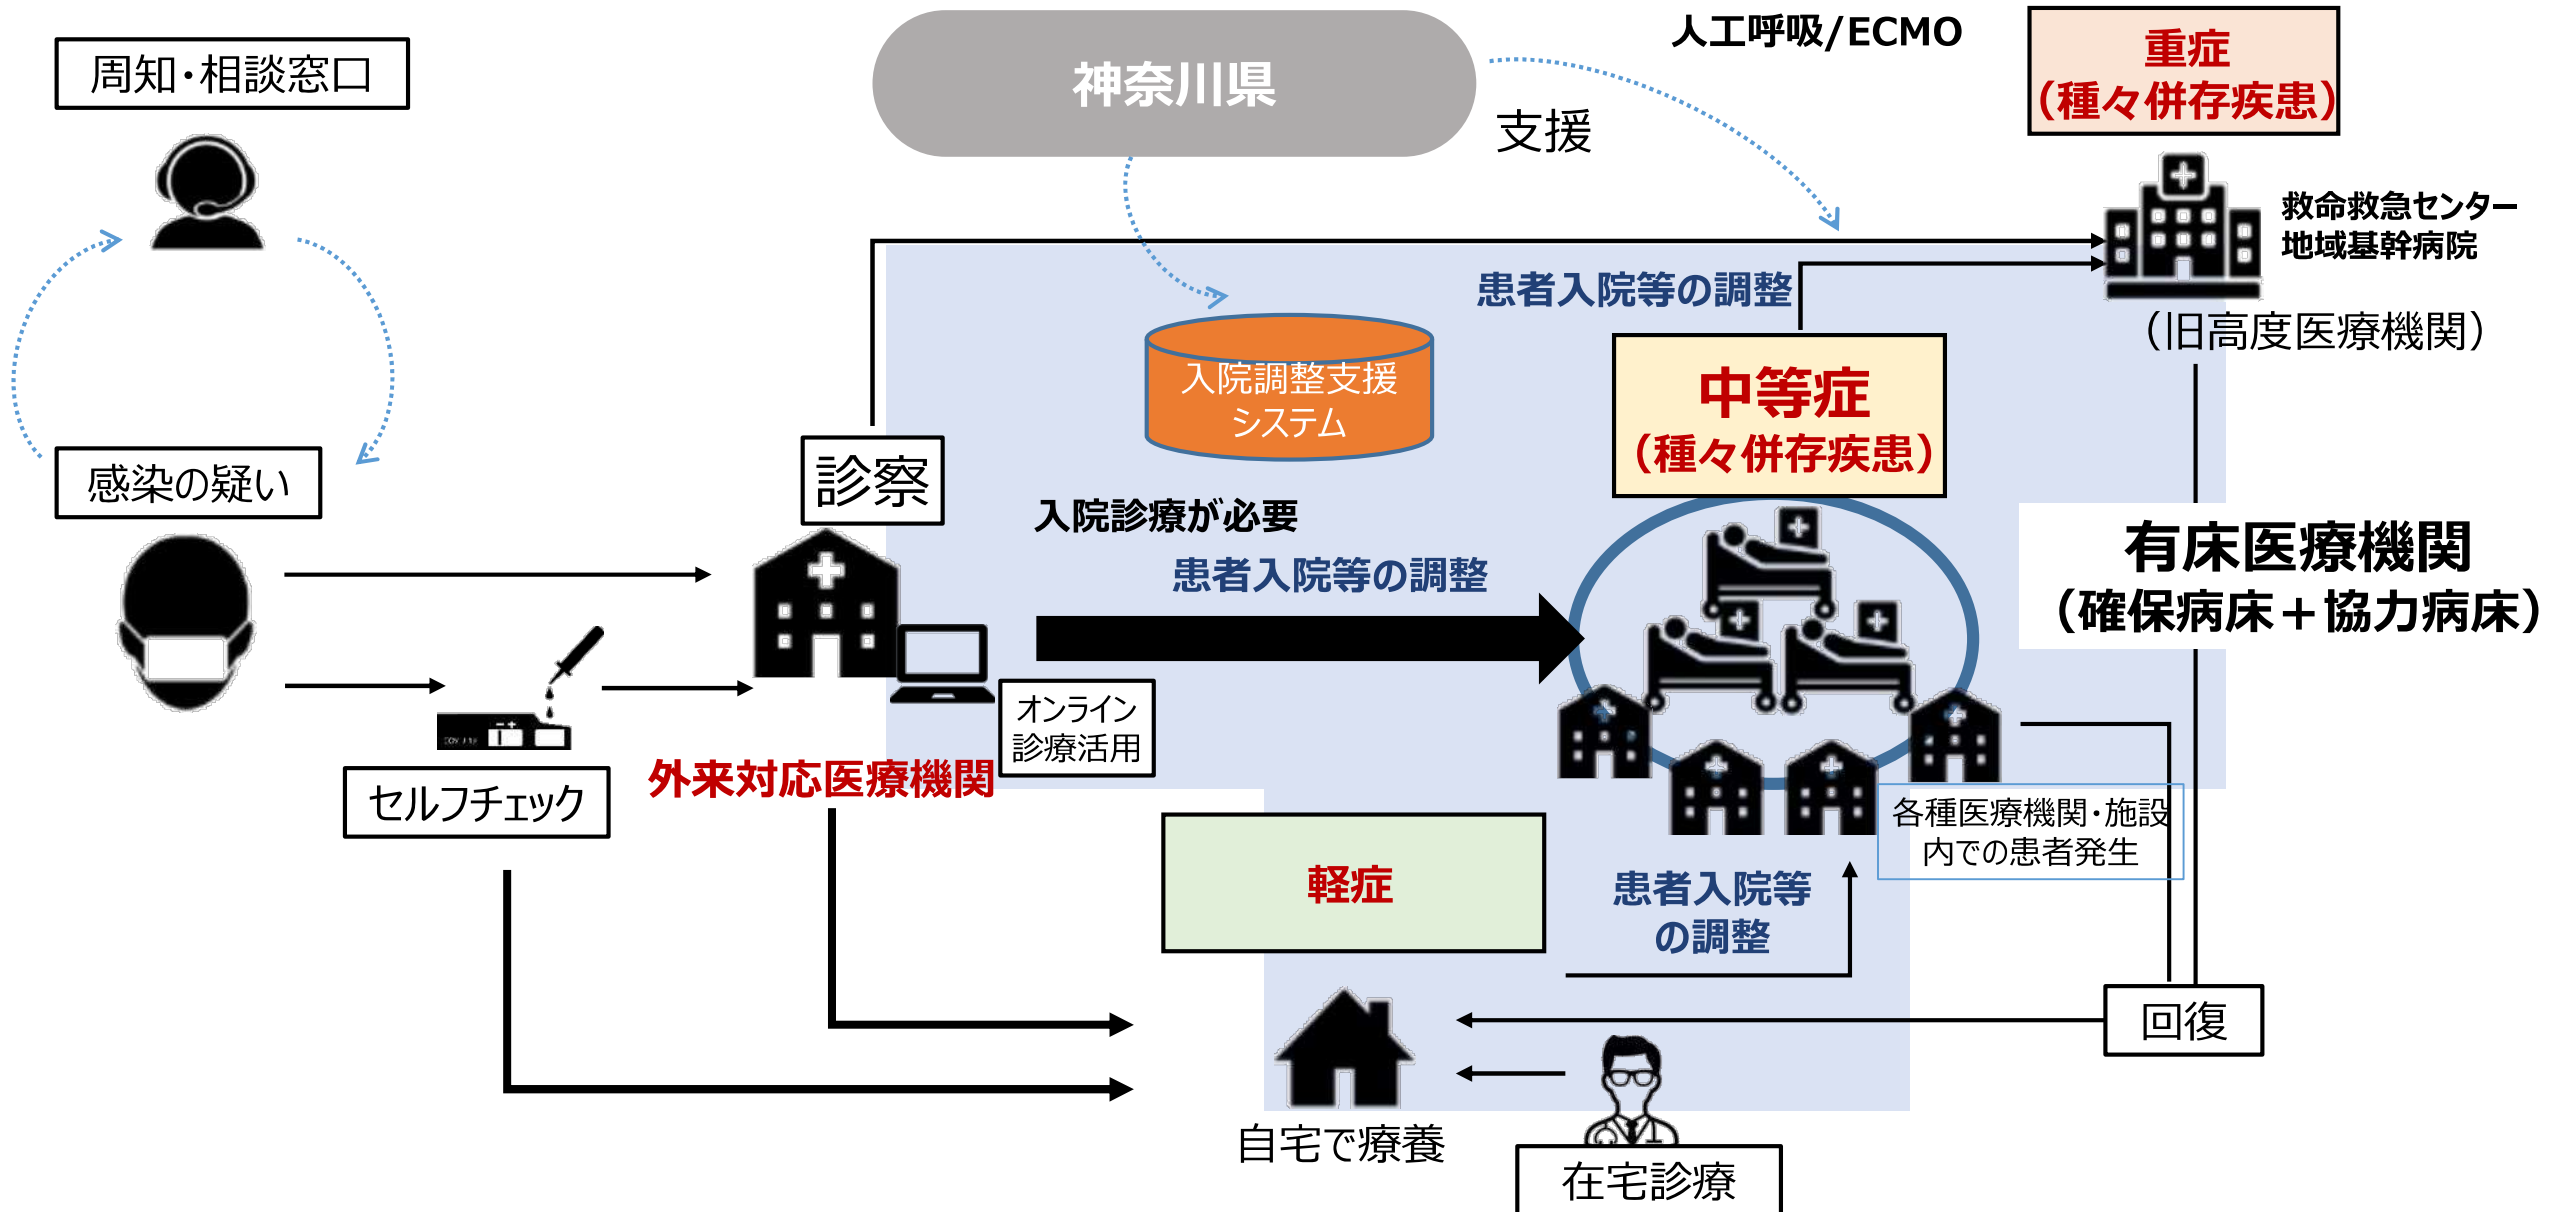 周知・相談窓口
神奈川県
人工呼吸/ECMO
支援
重症
（種々併存疾患）
救命救急センター
地域基幹病院
（旧高度医療機関）
患者入院等の調整
入院調整支援
システム
中等症
（種々併存疾患）
感染の疑い
診察
入院診療が必要
患者入院等の調整
有床医療機関
（確保病床＋協力病床）
オンライン
診療活用
外来対応医療機関
セルフチェック
各種医療機関・施設
内での患者発生
軽症
患者入院等
の調整
回復
自宅で療養
在宅診療